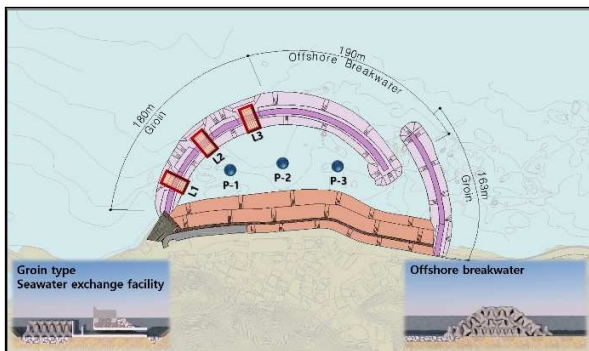 190m
Offshore Breakwater
180m
Groin
163m
Groin
L1
L2
L3
P-1
P-2
P-3
Groin type
Seawater exchange facility
Offshore breakwater